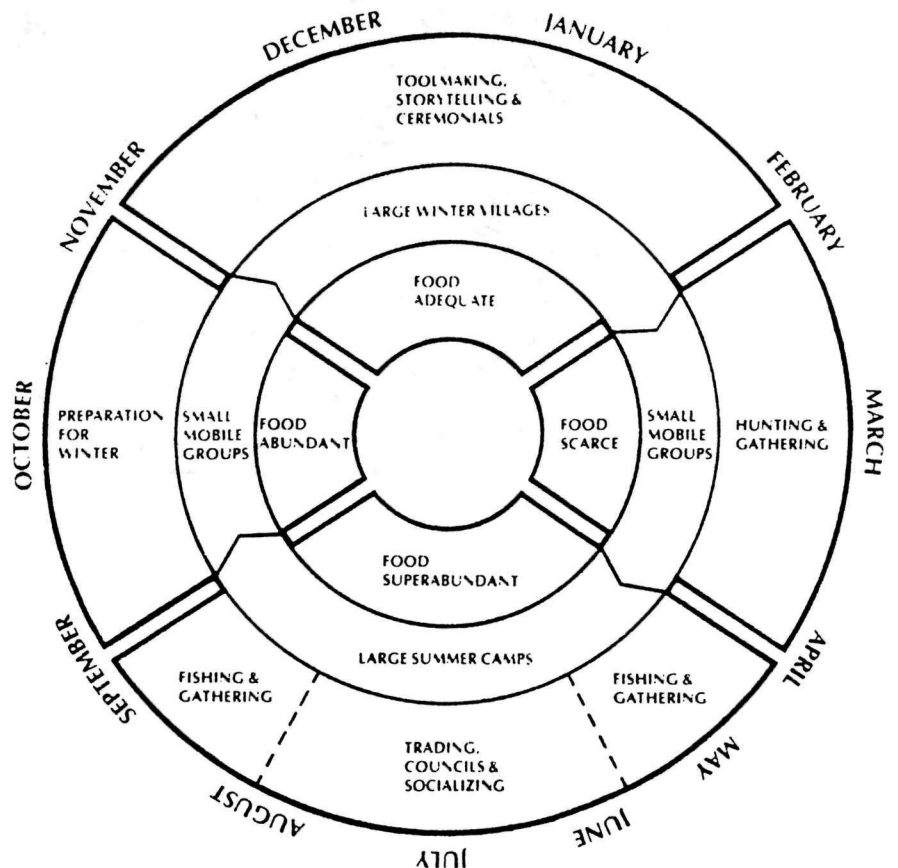 DECEMBER
JANUARY
FEBRUARY
MARCH
APRIL
MAY
JUNE
JULY
AUGUST
SEPTEMBER
OCTOBER
NOVEMBER
TOOLMAKING,
STORYTELLING &
CEREMONIALS
LARGE WINTER VILLAGES
FOOD
ADEQUATE
PREPARATION
FOR
WINTER
SMALL
MOBILE
GROUPS
FOOD
ABUNDANT
FOOD
SCARCE
SMALL
MOBILE
GROUPS
HUNTING &
GATHERING
FOOD
SUPERABUNDANT
LARGE SUMMER CAMPS
FISHING &
GATHERING
TRADING,
COUNCILS &
SOCIALIZING
FISHING &
GATHERING